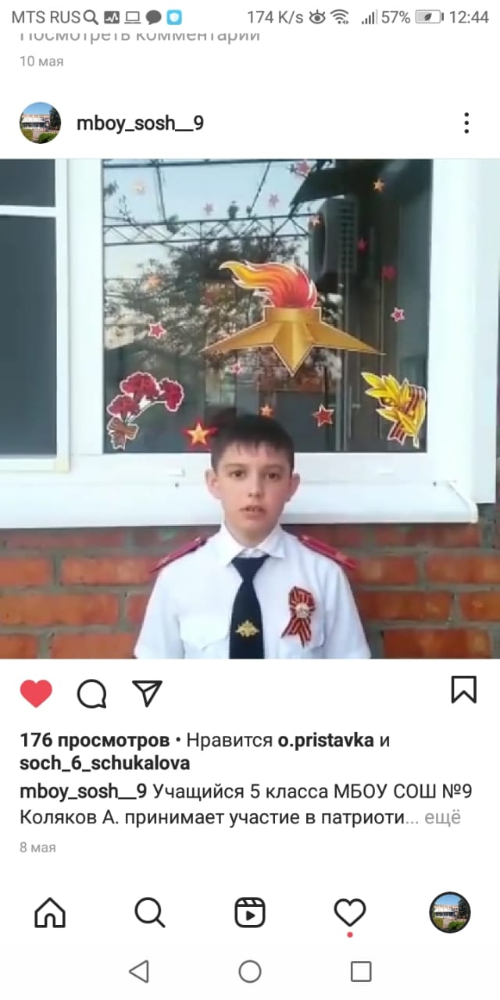 MTS RUS 174 K/s 57% 12:44
Посмотреть комментарии
10 мая
mboy_sosh__9
176 просмотров • Нравится o.pristavka и
soch_6_schukalova
mboy_sosh__9 Учащийся 5 класса МБОУ СОШ №9
Коляков А. принимает участие в патриоти... ещё
8 мая